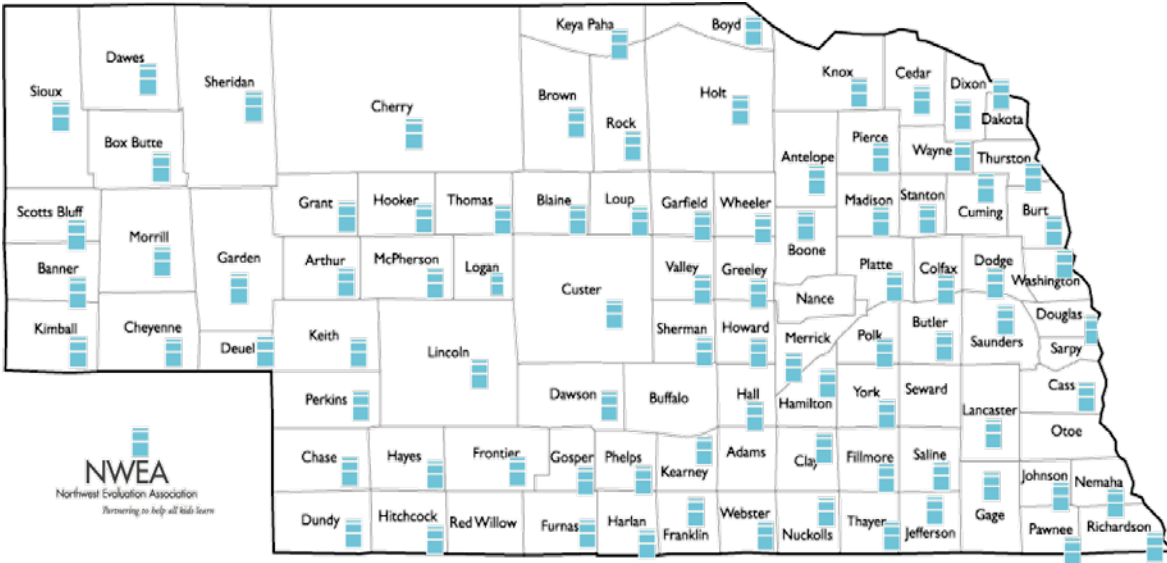 Keya Paha
Boyd
Dawes
Sioux
Sheridan
Cherry
Brown
Rock
Holt
Knox
Cedar
Dixon
Dakota
Box Butte
Antelope
Pierce
Wayne
Thurston
Scotts Bluff
Morrill
Garden
Grant
Hooker
Thomas
Blaine
Loup
Garfield
Wheeler
Boone
Madison
Stanton
Cuming
Burt
Banner
Arthur
McPherson
Logan
Custer
Valley
Greeley
Nance
Platte
Colfax
Dodge
Washington
Kimball
Cheyenne
Deuel
Keith
Lincoln
Sherman
Howard
Merrick
Polk
Butler
Saunders
Douglas
Sarpy
Perkins
Dawson
Buffalo
Hall
Hamilton
York
Seward
Lancaster
Cass
Otoe
Chase
Hayes
Frontier
Gosper
Phelps
Kearney
Adams
Clay
Fillmore
Saline
Gage
Johnson
Nemaha
Dundy
Hitchcock
Red Willow
Furnas
Harlan
Franklin
Webster
Nuckolls
Thayer
Jefferson
Pawnee
Richardson
NWEA
Northwest Evaluation Association
Partnering to help all kids learn